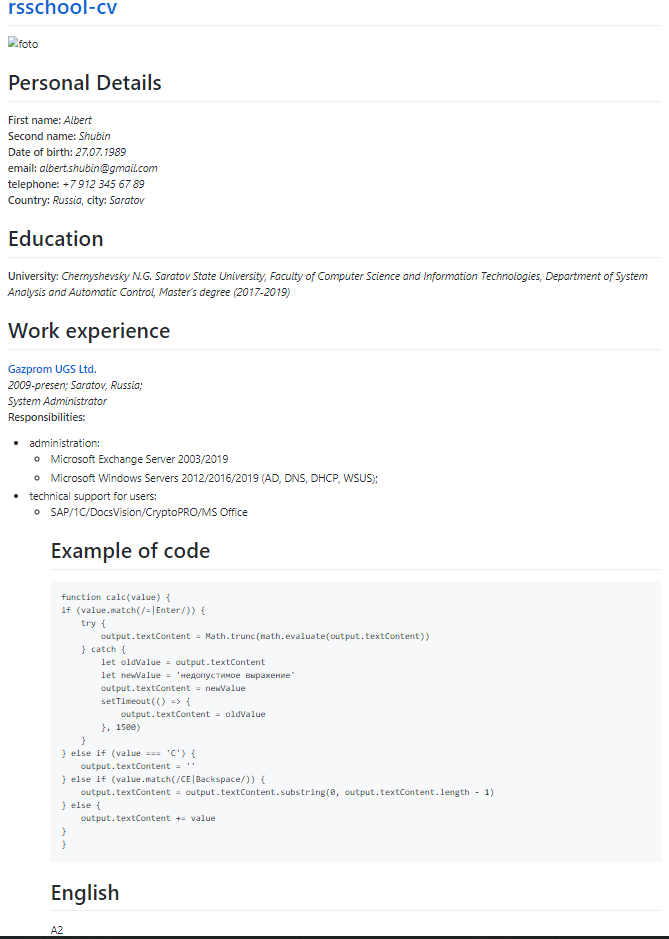 rsschool-cv
foto
Personal Details
First name: Albert
Second name: Shubin
Date of birth: 27.07.1989
email: albert.shubin@gmail.com
telephone: +7 912 345 67 89
Country: Russia, city: Saratov
Education
University: Chernyshevsky N.G. Saratov State University, Faculty of Computer Science and Information Technologies, Department of System
Analysis and Automatic Control, Master's degree (2017-2019)
Work experience
Gazprom UGS Ltd.
2009-presen; Saratov, Russia;
System Administrator
Responsibilities:
administration:
Microsoft Exchange Server 2003/2019
Microsoft Windows Servers 2012/2016/2019 (AD, DNS, DHCP, WSUS);
technical support for users:
SAP/1C/DocsVision/CryptoPRO/MS Office
Example of code
function calc(value) {
if (value.match(/=|Enter/)) {
    try {
        output.textContent = Math.trunc(math.evaluate(output.textContent))
    } catch {
        let oldValue = output.textContent
        let newValue = 'недопустимое выражение'
        output.textContent = newValue
        setTimeout(() => {
            output.textContent = oldValue
        }, 1500)
    }
} else if (value === 'C') {
    output.textContent = ''
} else if (value.match(/CE|Backspace/)) {
    output.textContent = output.textContent.substring(0, output.textContent.length - 1)
} else {
    output.textContent += value
}
}
English
A2